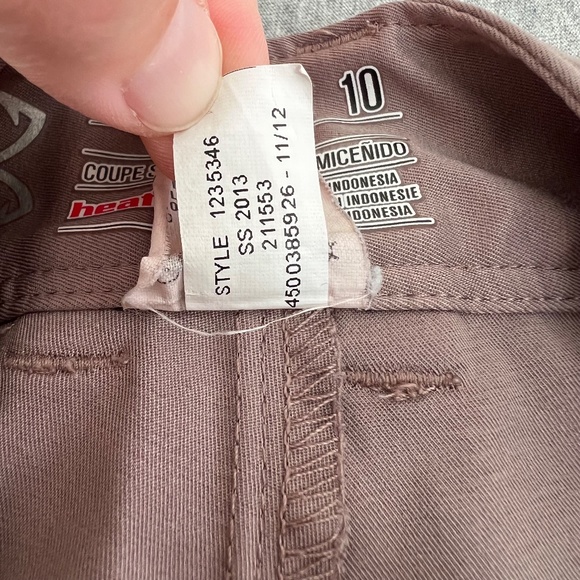 10
COUPE S
MICEÑIDO
heat
INDONESIA
INDONESIE
INDONESIA
STYLE 1235346
SS 2013
211553
4500385926 - 11/12